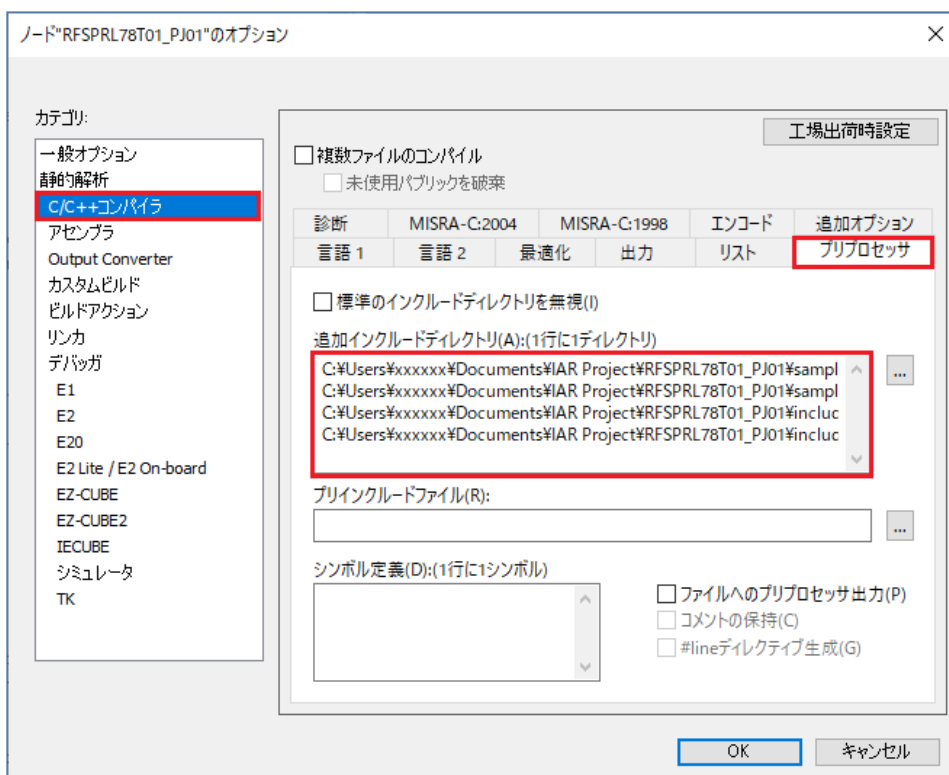 ノード"RFSPRL78T01_PJ01"のオプション
カテゴリ:
一般オプション
静的解析
C/C++コンパイラ
アセンブラ
Output Converter
カスタムビルド
ビルドアクション
リンカ
デバッガ
E1
E2
E20
E2 Lite / E2 On-board
EZ-CUBE
EZ-CUBE2
IECUBE
シミュレータ
TK
工場出荷時設定
複数ファイルのコンパイル
未使用パブリックを破棄
診断 MISRA-C:2004 MISRA-C:1998 エンコード 追加オプション
言語 1 言語 2 最適化 出力 リスト プリプロセッサ
標準のインクルードディレクトリを無視(I)
追加インクルードディレクトリ(A):(1行に1ディレクトリ)
C:¥Users¥xxxxxx¥Documents¥IAR Project¥RFSPRL78T01_PJ01¥sampl
C:¥Users¥xxxxxx¥Documents¥IAR Project¥RFSPRL78T01_PJ01¥sampl
C:¥Users¥xxxxxx¥Documents¥IAR Project¥RFSPRL78T01_PJ01¥includ
C:¥Users¥xxxxxx¥Documents¥IAR Project¥RFSPRL78T01_PJ01¥includ
...
プリインクルードファイル(R):
...
シンボル定義(D):(1行に1シンボル)
ファイルへのプリプロセッサ出力(P)
コメントの保持(C)
#lineディレクティブ生成(G)
OK キャンセル